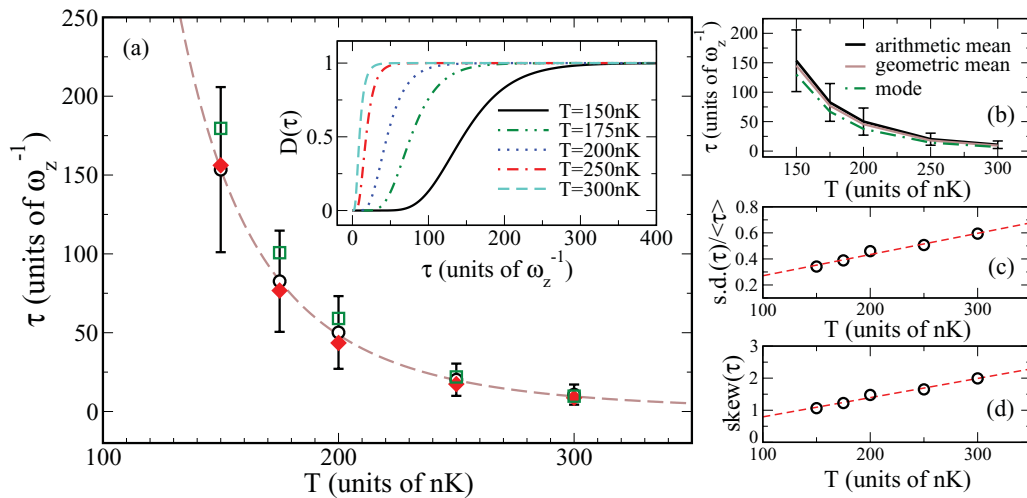 (a)
τ (units of ω_z^-1)
250
200
150
100
50
0
100 150 200 250 300
T (units of nK)
D(τ)
1
0.5
0
0 100 200 300 400
τ (units of ω_z^-1)
T=150nK
T=175nK
T=200nK
T=250nK
T=300nK
(b)
τ (units of ω_z^-1)
250
200
150
100
50
0
arithmetic mean
geometric mean
mode
150 200 250 300
T (units of nK)
(c)
s.d.(τ)/<τ>
0.8
0.6
0.4
0.2
100 200 300
T (units of nK)
(d)
skew(τ)
3
2
1
0
100 200 300
T (units of nK)